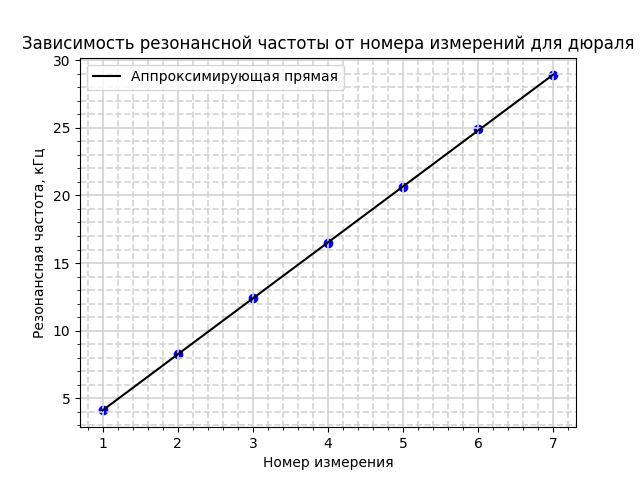 Зависимость резонансной частоты от номера измерений для дюраля
Аппроксимирующая прямая
Резонансная частота, кГц
30
25
20
15
10
5
1 2 3 4 5 6 7
Номер измерения